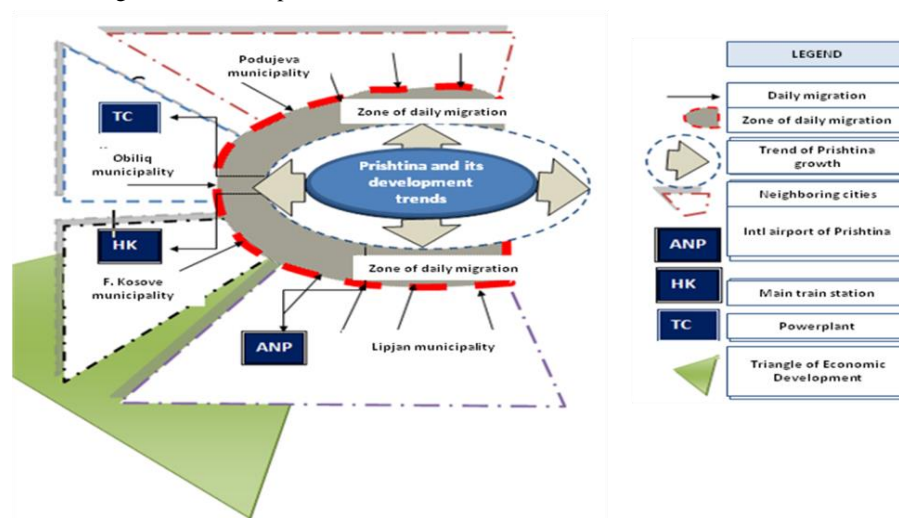 Podujeva
municipality
Zone of daily migration
TC
Obiliq
municipality
Prishtina and its
development
trends
HK
F. Kosove
municipality
Zone of daily migration
ANP
Lipjan municipality
LEGEND
Daily migration
Zone of daily migration
Trend of Prishtina
growth
Neighboring cities
ANP
Intl airport of Prishtina
HK
Main train station
TC
Powerplant
Triangle of Economic
Development